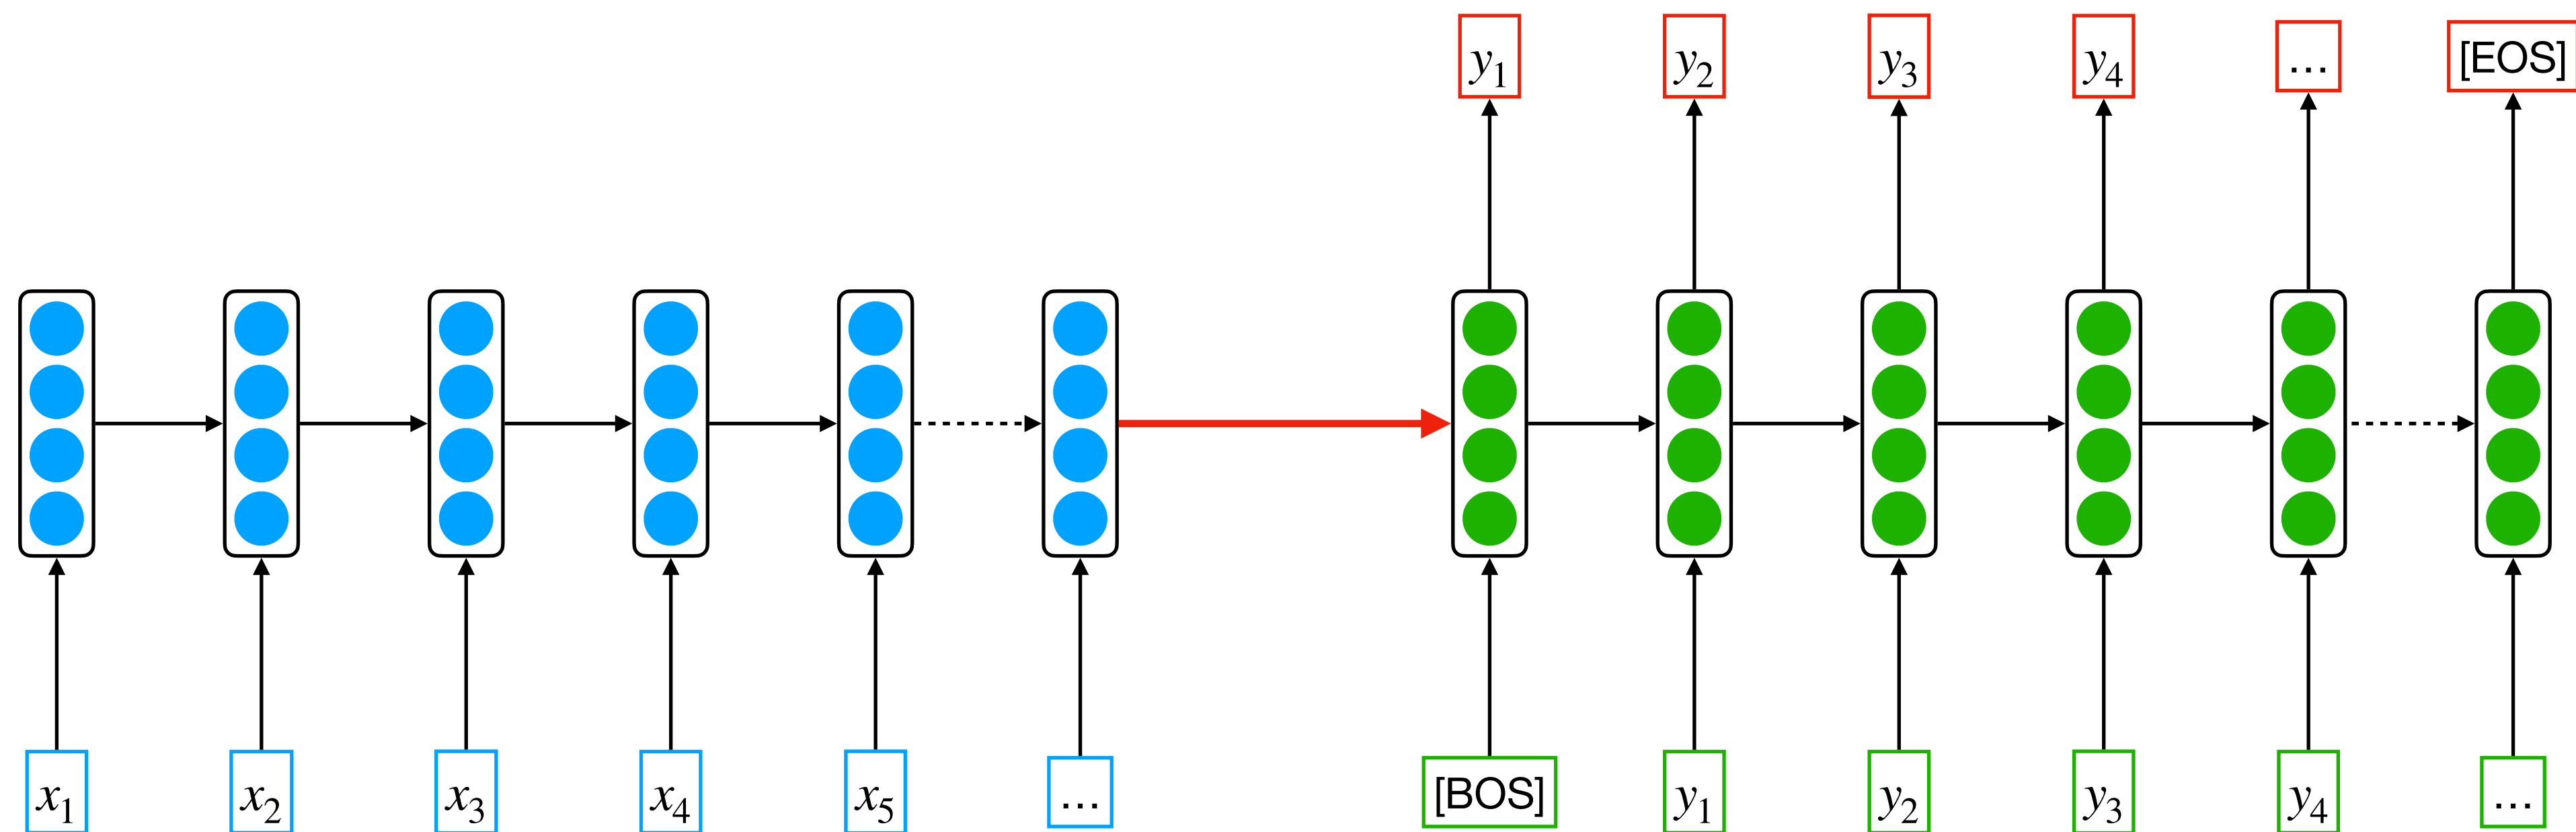 y₁ y₂ y₃ y₄ ... [EOS]
x₁ x₂ x₃ x₄ x₅ ... [BOS] y₁ y₂ y₃ y₄ ...